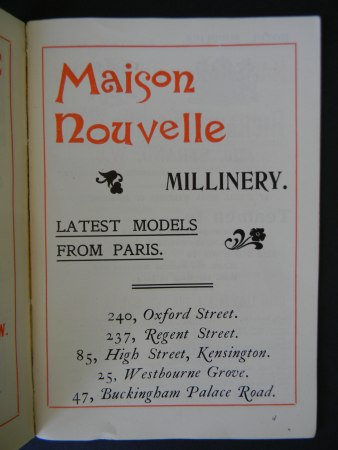 Maison
Nouvelle
MILLINERY.
LATEST MODELS
FROM PARIS.
240, Oxford Street.
237, Regent Street.
85, High Street, Kensington.
25, Westbourne Grove.
47, Buckingham Palace Road.
d